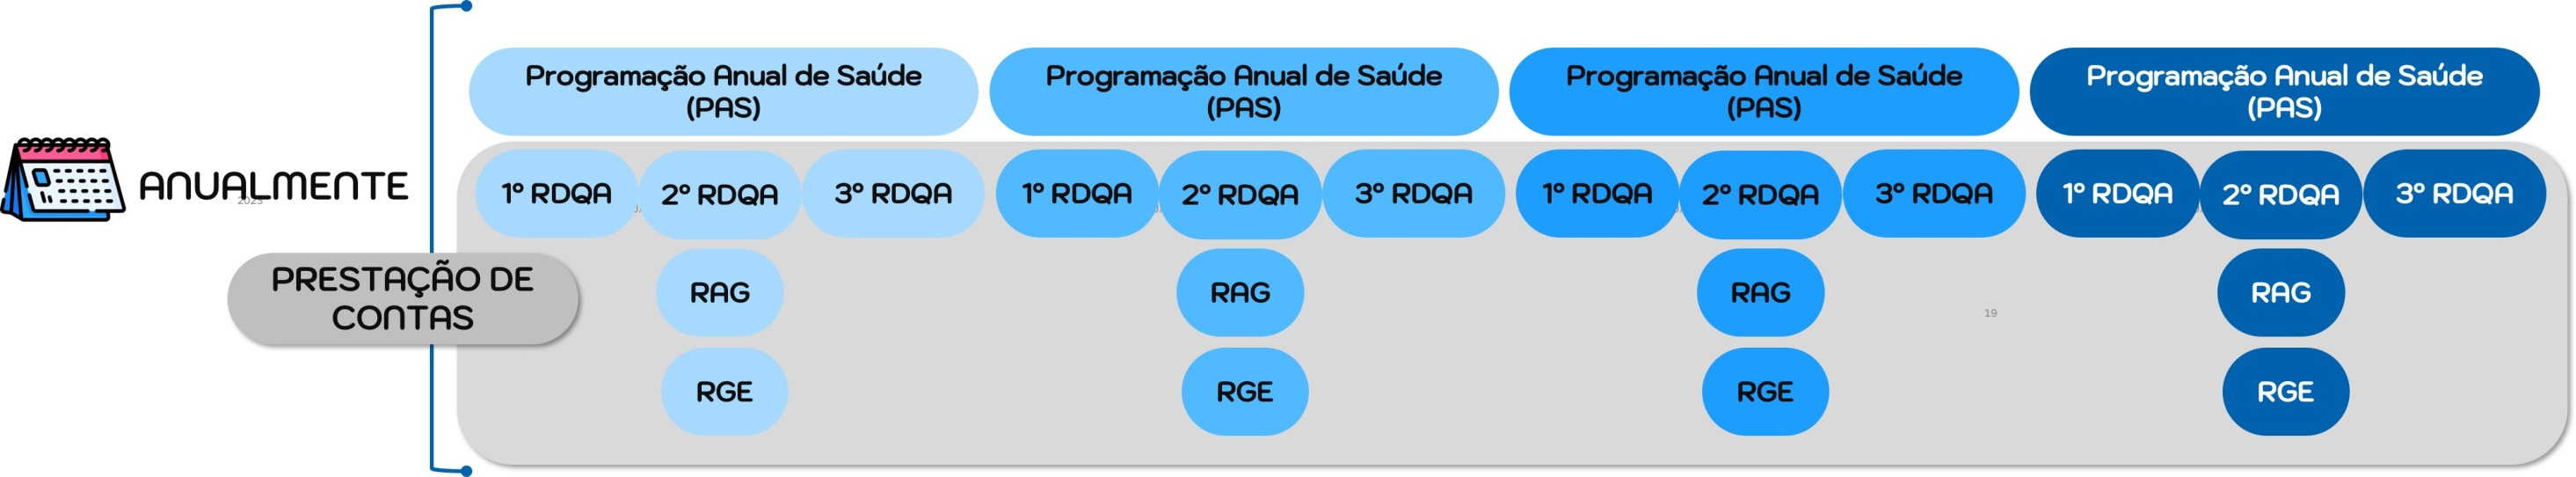 Programação Anual de Saúde
(PAS)
Programação Anual de Saúde
(PAS)
Programação Anual de Saúde
(PAS)
Programação Anual de Saúde
(PAS)
ANUALMENTE
2023
1º RDQA
2º RDQA
3º RDQA
1º RDQA
2º RDQA
3º RDQA
1º RDQA
2º RDQA
3º RDQA
1º RDQA
2º RDQA
3º RDQA
PRESTAÇÃO DE
CONTAS
RAG
RAG
RAG
19
RAG
RGE
RGE
RGE
RGE